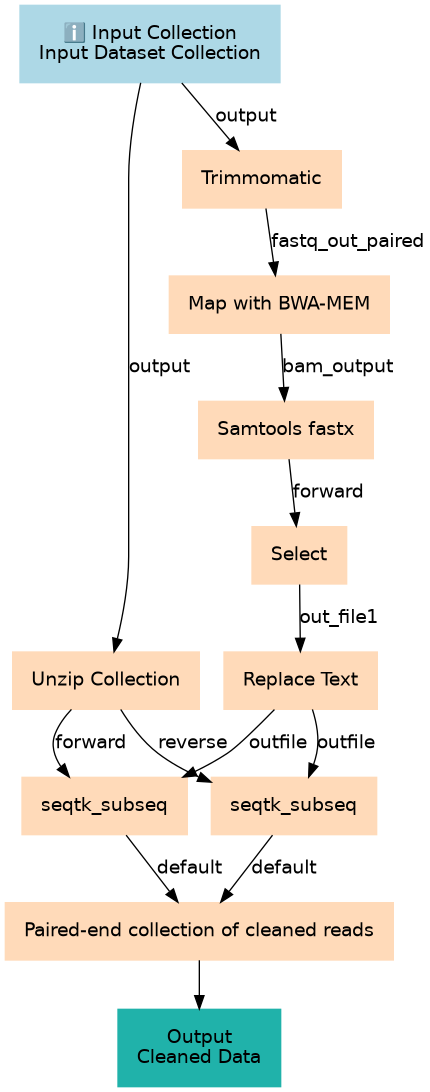 ℹ️ Input Collection
Input Dataset Collection
output
Trimmomatic
fastq_out_paired
Map with BWA-MEM
output
bam_output
Samtools fastx
forward
Select
out_file1
Unzip Collection
Replace Text
forward
reverse
outfile
outfile
seqtk_subseq
seqtk_subseq
default
default
Paired-end collection of cleaned reads
Output
Cleaned Data